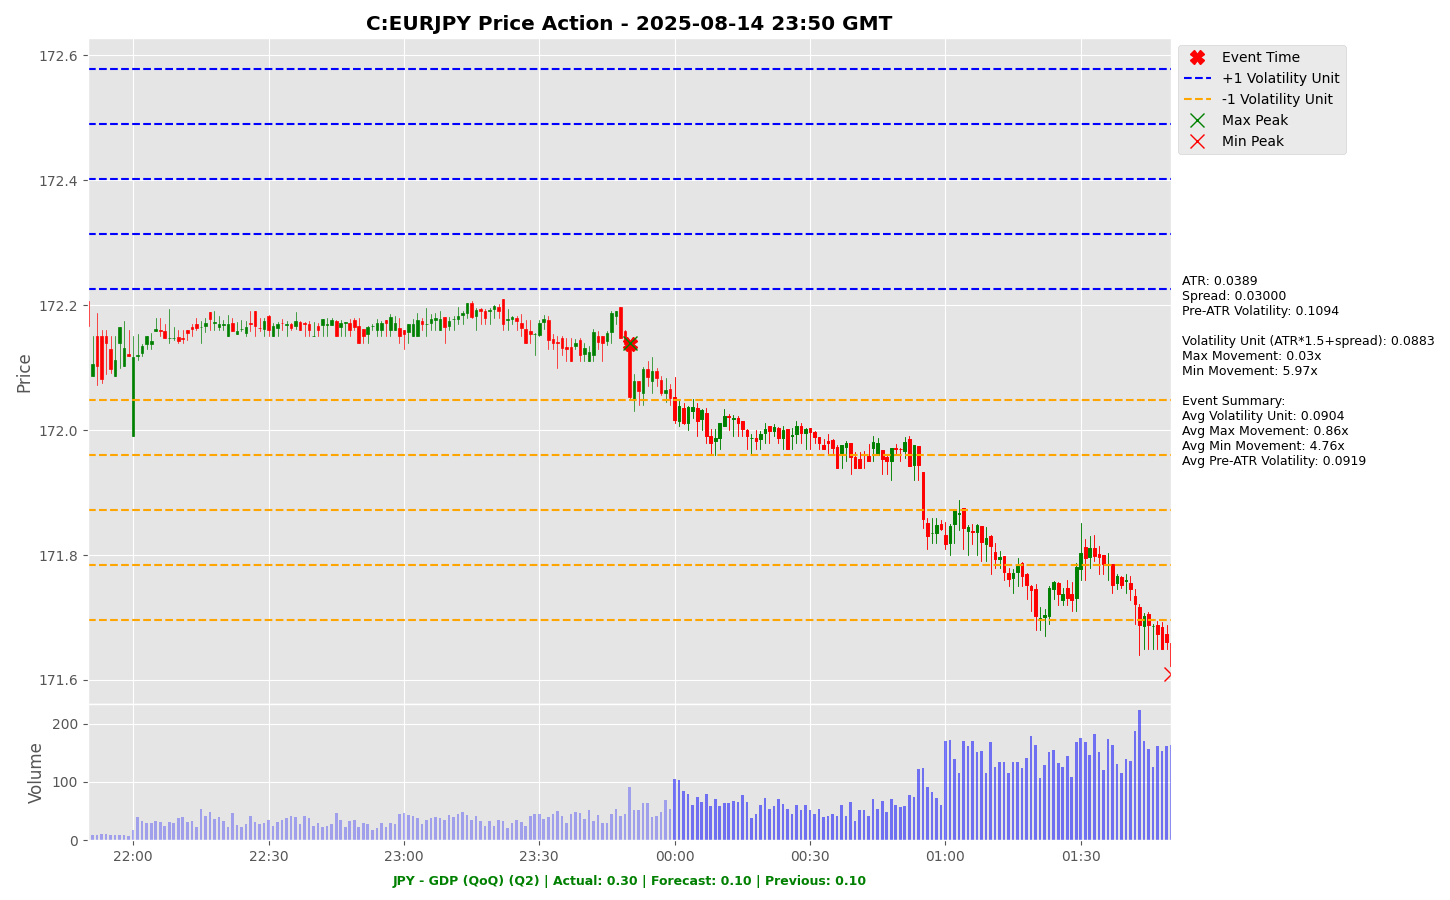 C:EURJPY Price Action - 2025-08-14 23:50 GMT
172.6
172.4
172.2
172.0
171.8
171.6
Price
Event Time
+1 Volatility Unit
-1 Volatility Unit
Max Peak
Min Peak
ATR: 0.0389
Spread: 0.03000
Pre-ATR Volatility: 0.1094
Volatility Unit (ATR*1.5+spread): 0.0883
Max Movement: 0.03x
Min Movement: 5.97x
Event Summary:
Avg Volatility Unit: 0.0904
Avg Max Movement: 0.86x
Avg Min Movement: 4.76x
Avg Pre-ATR Volatility: 0.0919
200
100
0
Volume
22:00 22:30 23:00 23:30 00:00 00:30 01:00 01:30
JPY - GDP (QoQ) (Q2) | Actual: 0.30 | Forecast: 0.10 | Previous: 0.10